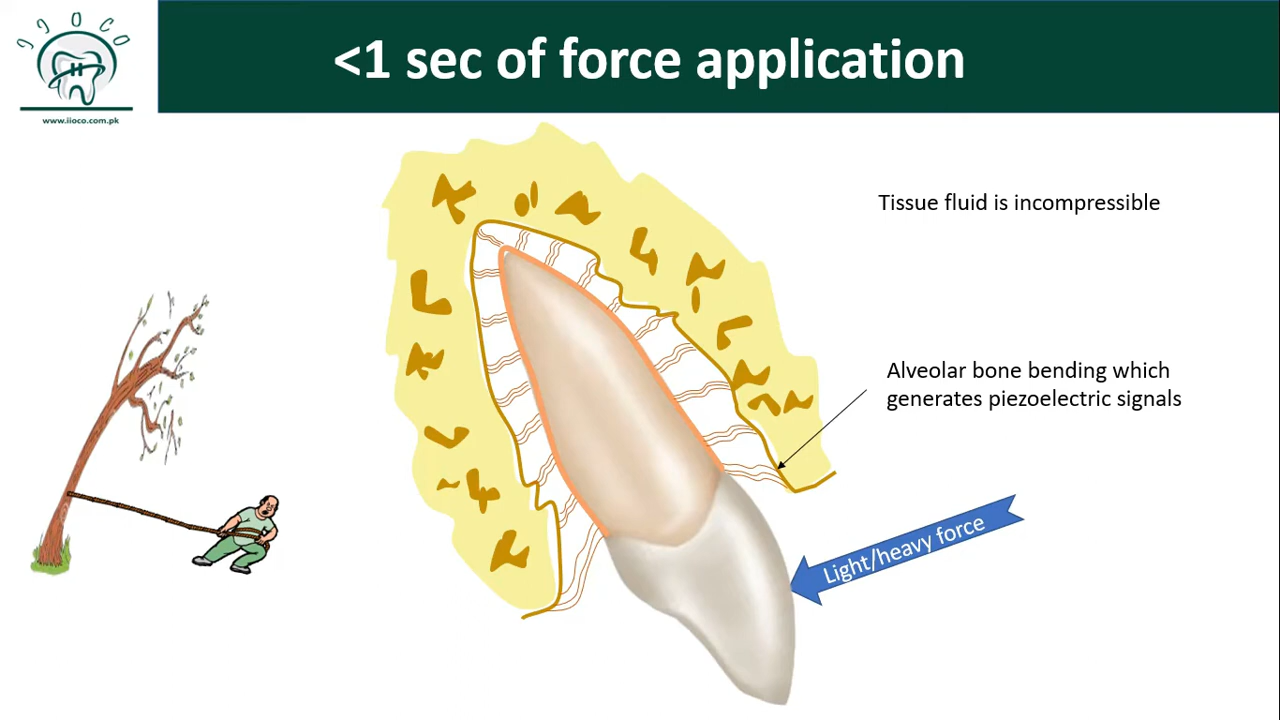 IJOCO
www.iioco.com.pk
<1 sec of force application
Tissue fluid is incompressible
Alveolar bone bending which
generates piezoelectric signals
Light/heavy force